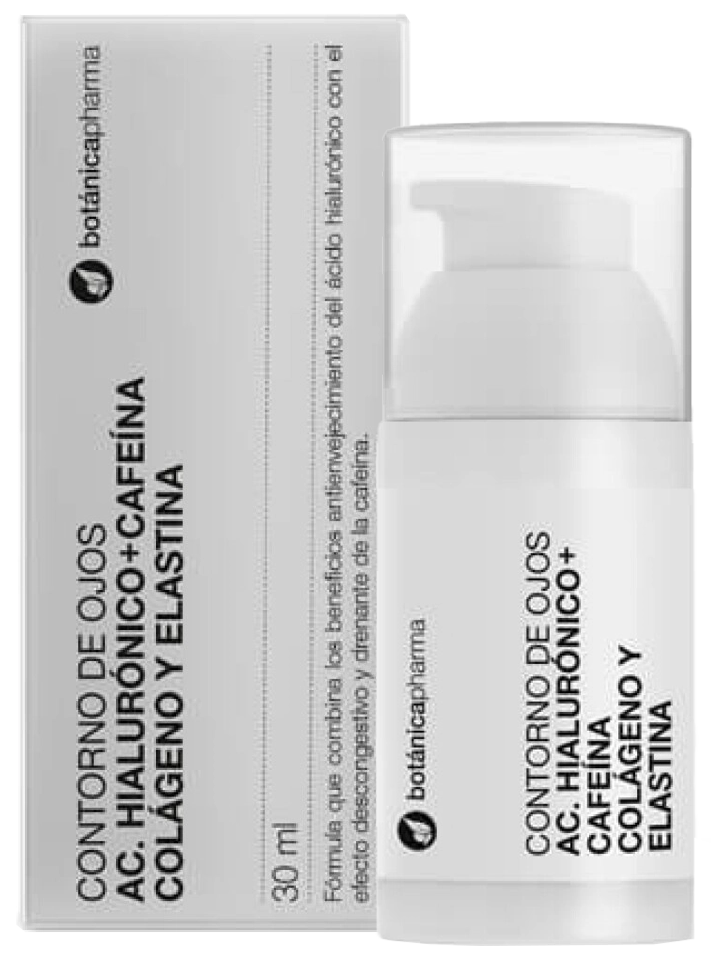 botánicapharma
CONTORNO DE OJOS
AC. HIALURÓNICO+CAFEÍNA
COLÁGENO Y ELASTINA
30 ml
Fórmula que combina los beneficios antienvejecimiento del ácido hialurónico con el
efecto descongestivo y drenante de la cafeína.
botánicapharma
CONTORNO DE OJOS
AC. HIALURÓNICO+
CAFEÍNA
COLÁGENO Y
ELASTINA